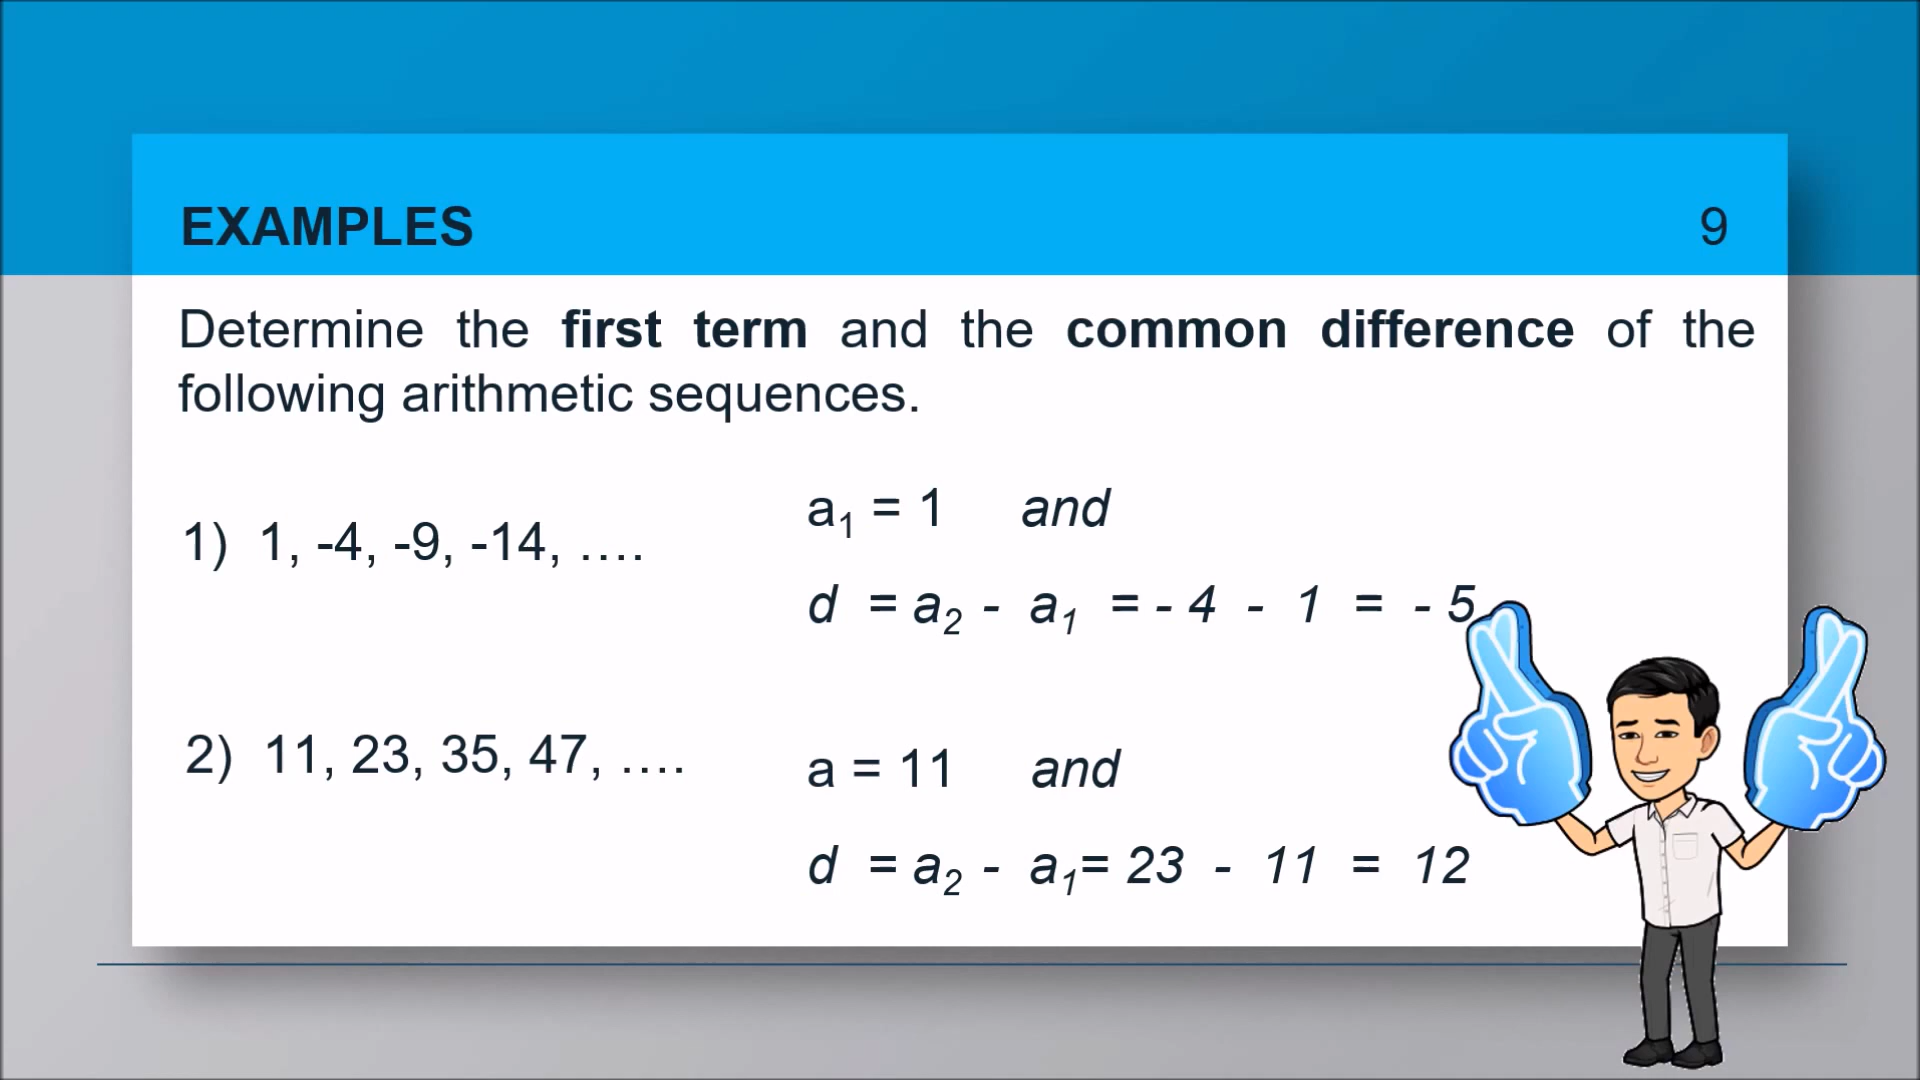 EXAMPLES 9
Determine the first term and the common difference of the
following arithmetic sequences.
1) 1, -4, -9, -14, ....
a₁ = 1 and
d = a₂ - a₁ = - 4 - 1 = - 5
2) 11, 23, 35, 47, ....
a = 11 and
d = a₂ - a₁= 23 - 11 = 12